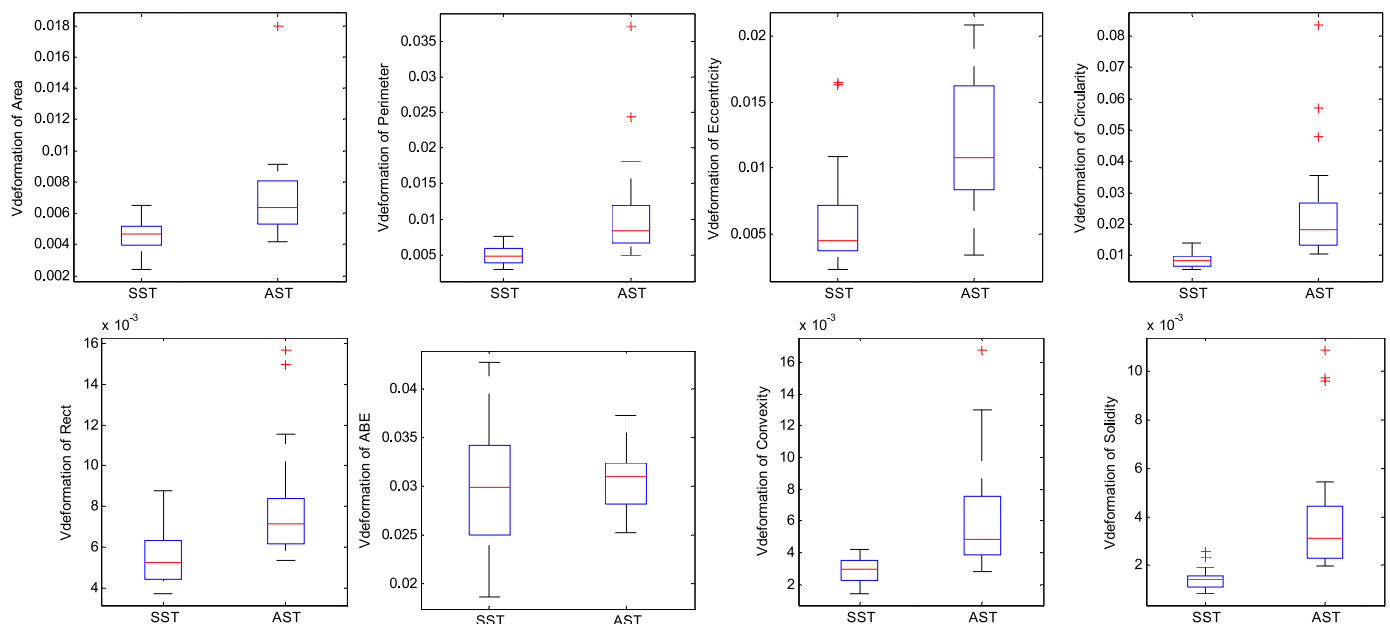 Vdeformation of Area
0.018
0.016
0.014
0.012
0.01
0.008
0.006
0.004
0.002
SST AST
Vdeformation of Perimeter
0.035
0.03
0.025
0.02
0.015
0.01
0.005
SST AST
Vdeformation of Eccentricity
0.02
0.015
0.01
0.005
SST AST
Vdeformation of Circularity
0.08
0.07
0.06
0.05
0.04
0.03
0.02
0.01
SST AST
x 10⁻³
Vdeformation of Rect
16
14
12
10
8
6
4
SST AST
Vdeformation of ABE
0.04
0.035
0.03
0.025
0.02
SST AST
x 10⁻³
Vdeformation of Convexity
16
14
12
10
8
6
4
2
SST AST
x 10⁻³
Vdeformation of Solidity
10
8
6
4
2
SST AST